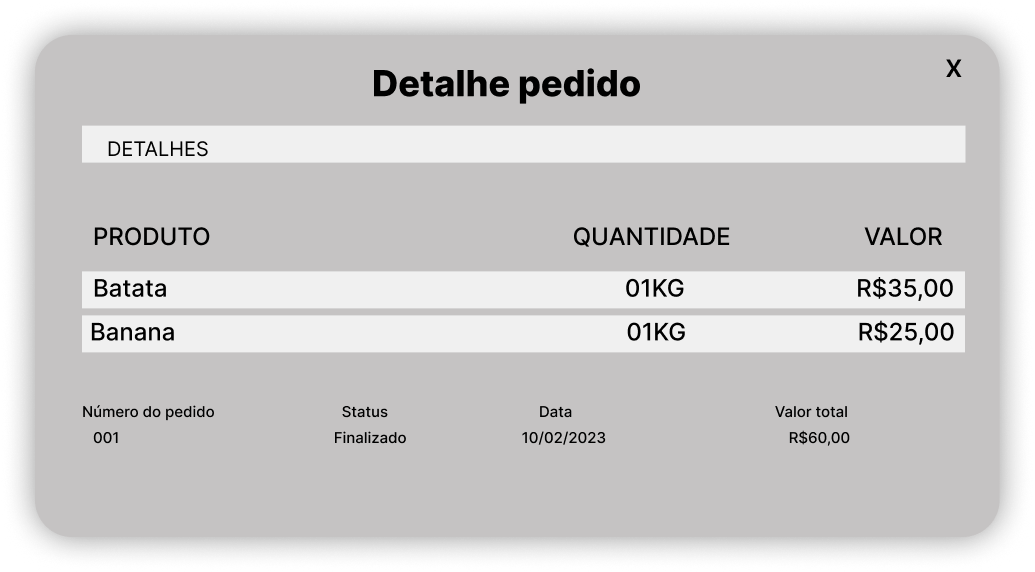 X
Detalhe pedido
DETALHES
PRODUTO QUANTIDADE VALOR
Batata 01KG R$35,00
Banana 01KG R$25,00
Número do pedido Status Data Valor total
001 Finalizado 10/02/2023 R$60,00